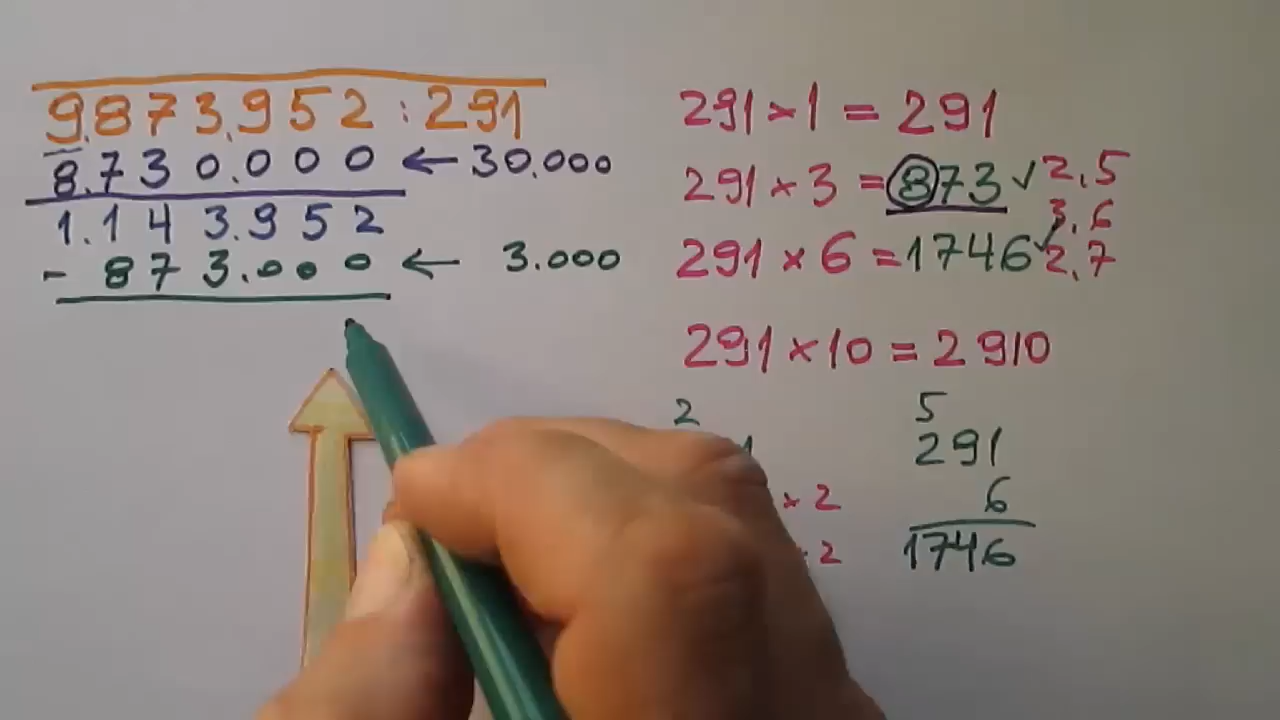 9.873.952 : 291
8.730.000 ← 30.000
1.143.952
- 873.000 ← 3.000
291 × 1 = 291
291 × 3 = 873 ✓ 2,5
3,6
291 × 6 = 1746 ✓ 2,7
291 × 10 = 2910
2
1
× 2
2
5
291
6
1746